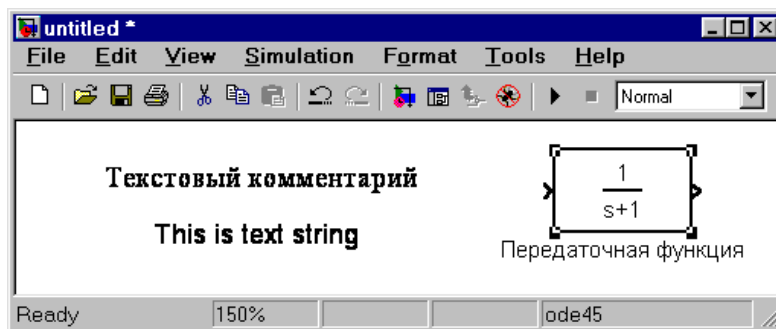 untitled *
File Edit View Simulation Format Tools Help
Normal
Текстовый комментарий
This is text string
1
s+1
Передаточная функция
Ready 150% ode45